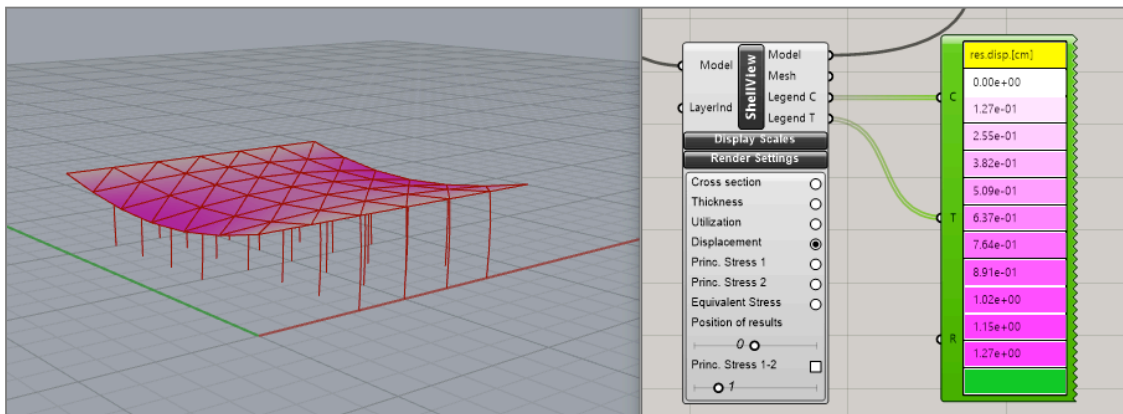 Model
LayerInd
ShellView
Model
Mesh
Legend C
Legend T
Display Scales
Render Settings
Cross section
Thickness
Utilization
Displacement
Princ. Stress 1
Princ. Stress 2
Equivalent Stress
Position of results
0
Princ. Stress 1-2
1
C
T
R
res.disp.[cm]
0.00e+00
1.27e-01
2.55e-01
3.82e-01
5.09e-01
6.37e-01
7.64e-01
8.91e-01
1.02e+00
1.15e+00
1.27e+00